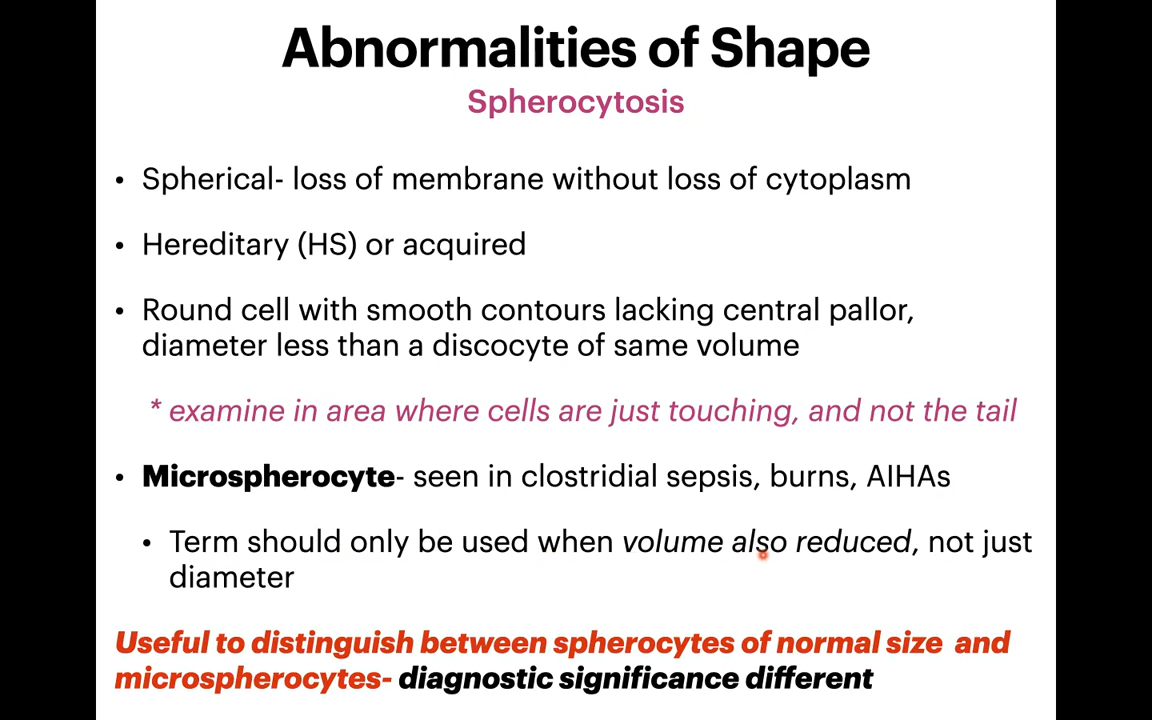 Abnormalities of Shape
Spherocytosis
• Spherical- loss of membrane without loss of cytoplasm
• Hereditary (HS) or acquired
• Round cell with smooth contours lacking central pallor,
diameter less than a discocyte of same volume
* examine in area where cells are just touching, and not the tail
• Microspherocyte- seen in clostridial sepsis, burns, AIHAs
• Term should only be used when volume also reduced, not just
diameter
Useful to distinguish between spherocytes of normal size and
microspherocytes- diagnostic significance different